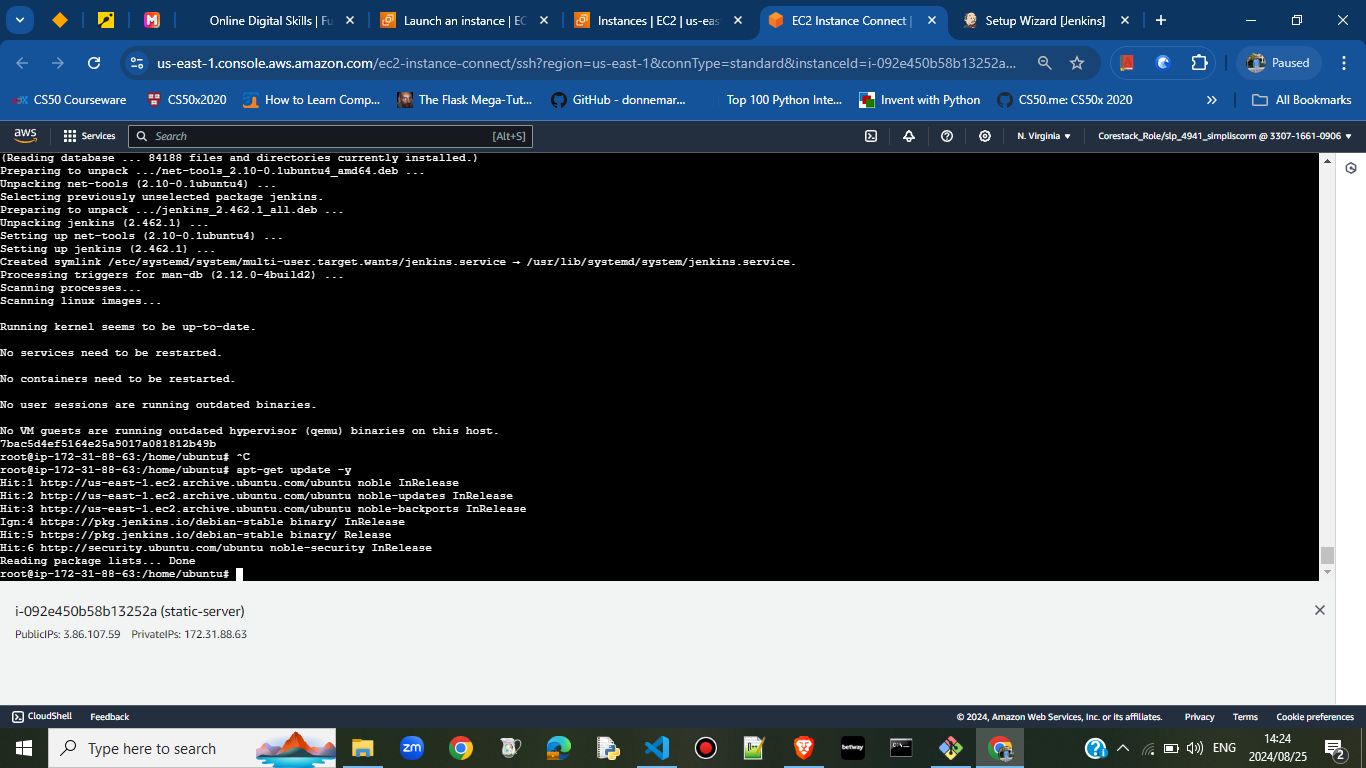 Online Digital Skills | Fu
Launch an instance | EC
Instances | EC2 | us-eas
EC2 Instance Connect |
Setup Wizard [Jenkins]
us-east-1.console.aws.amazon.com/ec2-instance-connect/ssh?region=us-east-1&connType=standard&instanceId=i-092e450b58b13252a...
Paused
CS50 Courseware
CS50x2020
How to Learn Comp...
The Flask Mega-Tut...
GitHub - donnemar...
Top 100 Python Inte...
Invent with Python
CS50.me: CS50x 2020
All Bookmarks
aws
Services
Search
[Alt+S]
N. Virginia
Corestack_Role/slp_4941_simpliscorm @ 3307-1661-0906
(Reading database ... 84188 files and directories currently installed.)
Preparing to unpack .../net-tools_2.10-0.1ubuntu4_amd64.deb ...
Unpacking net-tools (2.10-0.1ubuntu4) ...
Selecting previously unselected package jenkins.
Preparing to unpack .../jenkins_2.462.1_all.deb ...
Unpacking jenkins (2.462.1) ...
Setting up net-tools (2.10-0.1ubuntu4) ...
Setting up jenkins (2.462.1) ...
Created symlink /etc/systemd/system/multi-user.target.wants/jenkins.service → /usr/lib/systemd/system/jenkins.service.
Processing triggers for man-db (2.12.0-4build2) ...
Scanning processes...
Scanning linux images...
Running kernel seems to be up-to-date.
No services need to be restarted.
No containers need to be restarted.
No user sessions are running outdated binaries.
No VM guests are running outdated hypervisor (qemu) binaries on this host.
7bac5d4ef5164e25a9017a081812b49b
root@ip-172-31-88-63:/home/ubuntu# ^C
root@ip-172-31-88-63:/home/ubuntu# apt-get update -y
Hit:1 http://us-east-1.ec2.archive.ubuntu.com/ubuntu noble InRelease
Hit:2 http://us-east-1.ec2.archive.ubuntu.com/ubuntu noble-updates InRelease
Hit:3 http://us-east-1.ec2.archive.ubuntu.com/ubuntu noble-backports InRelease
Ign:4 https://pkg.jenkins.io/debian-stable binary/ InRelease
Hit:5 https://pkg.jenkins.io/debian-stable binary/ Release
Hit:6 http://security.ubuntu.com/ubuntu noble-security InRelease
Reading package lists... Done
root@ip-172-31-88-63:/home/ubuntu#
i-092e450b58b13252a (static-server)
PublicIPs: 3.86.107.59 PrivateIPs: 172.31.88.63
CloudShell
Feedback
© 2024, Amazon Web Services, Inc. or its affiliates.
Privacy
Terms
Cookie preferences
Type here to search
zm
betway
ENG
14:24
2024/08/25
2